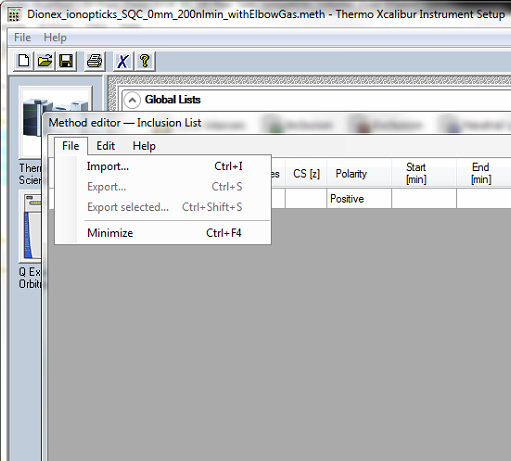 Dionex_ionopticks_SQC_0mm_200nlmin_withElbowGas.meth - Thermo Xcalibur Instrument Setup
File Help
Global Lists
Method editor — Inclusion List
File Edit Help
Import... Ctrl+I
Export... Ctrl+S
Export selected... Ctrl+Shift+S
Minimize Ctrl+F4
CS [z] Polarity Start [min] End [min]
Positive
Scien
Q Ex
Orbit